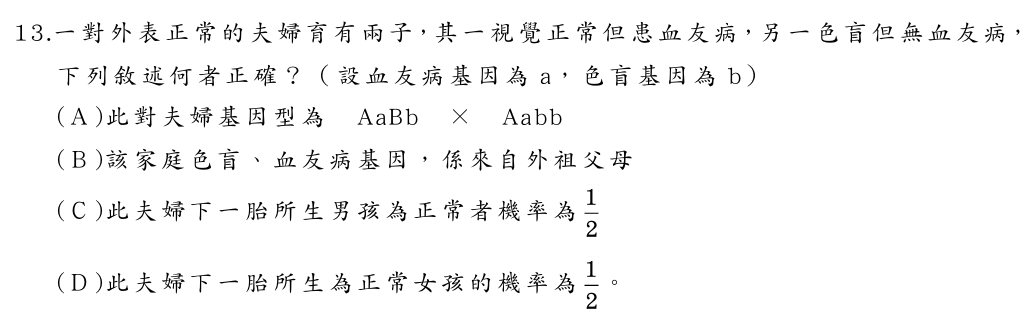 13.一對外表正常的夫婦育有兩子，其一視覺正常但患血友病，另一色盲但無血友病，
下列敘述何者正確？（設血友病基因為 a，色盲基因為 b）
(A)此對夫婦基因型為 AaBb × Aabb
(B)該家庭色盲、血友病基因，係來自外祖父母
(C)此夫婦下一胎所生男孩為正常者機率為 1/2
(D)此夫婦下一胎所生為正常女孩的機率為 1/2。